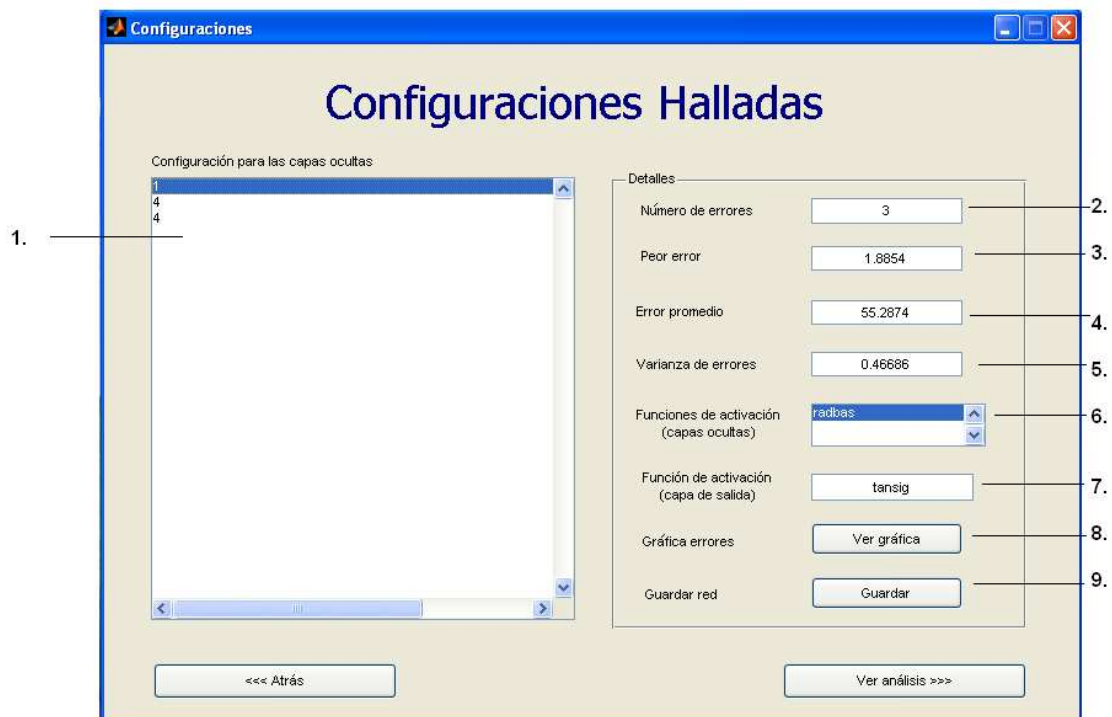 Configuraciones
Configuraciones Halladas
Configuración para las capas ocultas
1
4
4
1.
Detalles
Número de errores
3
2.
Peor error
1.8854
3.
Error promedio
55.2874
4.
Varianza de errores
0.46686
5.
Funciones de activación
(capas ocultas)
radbas
6.
Función de activación
(capa de salida)
tansig
7.
Gráfica errores
Ver gráfica
8.
Guardar red
Guardar
9.
<<< Atrás
Ver análisis >>>